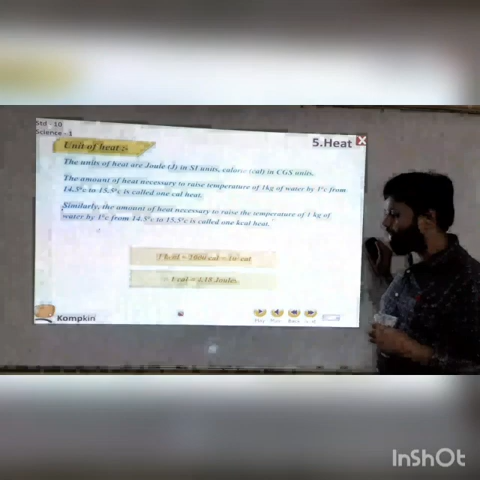 Std - 10
Science - 1
Unit of heat :-
5.Heat
The units of heat are Joule (J) in SI units, calorie (cal) in CGS units.
The amount of heat necessary to raise temperature of 1kg of water by 1°c from
14.5°c to 15.5°c is called one cal heat.
Similarly, the amount of heat necessary to raise the temperature of 1 kg of
water by 1°c from 14.5°c to 15.5°c is called one kcal heat.
1 kcal = 1000 cal = 10³ cal
1 cal = 4.18 Joules
Kompkin
InShOt